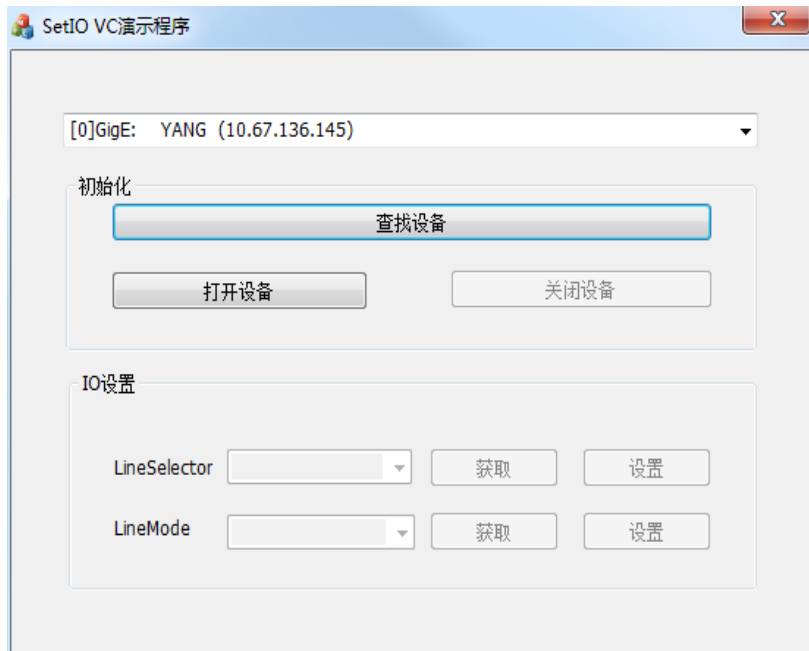 SetIO VC演示程序
[0]GigE: YANG (10.67.136.145)
初始化
查找设备
打开设备 关闭设备
IO设置
LineSelector 获取 设置
LineMode 获取 设置